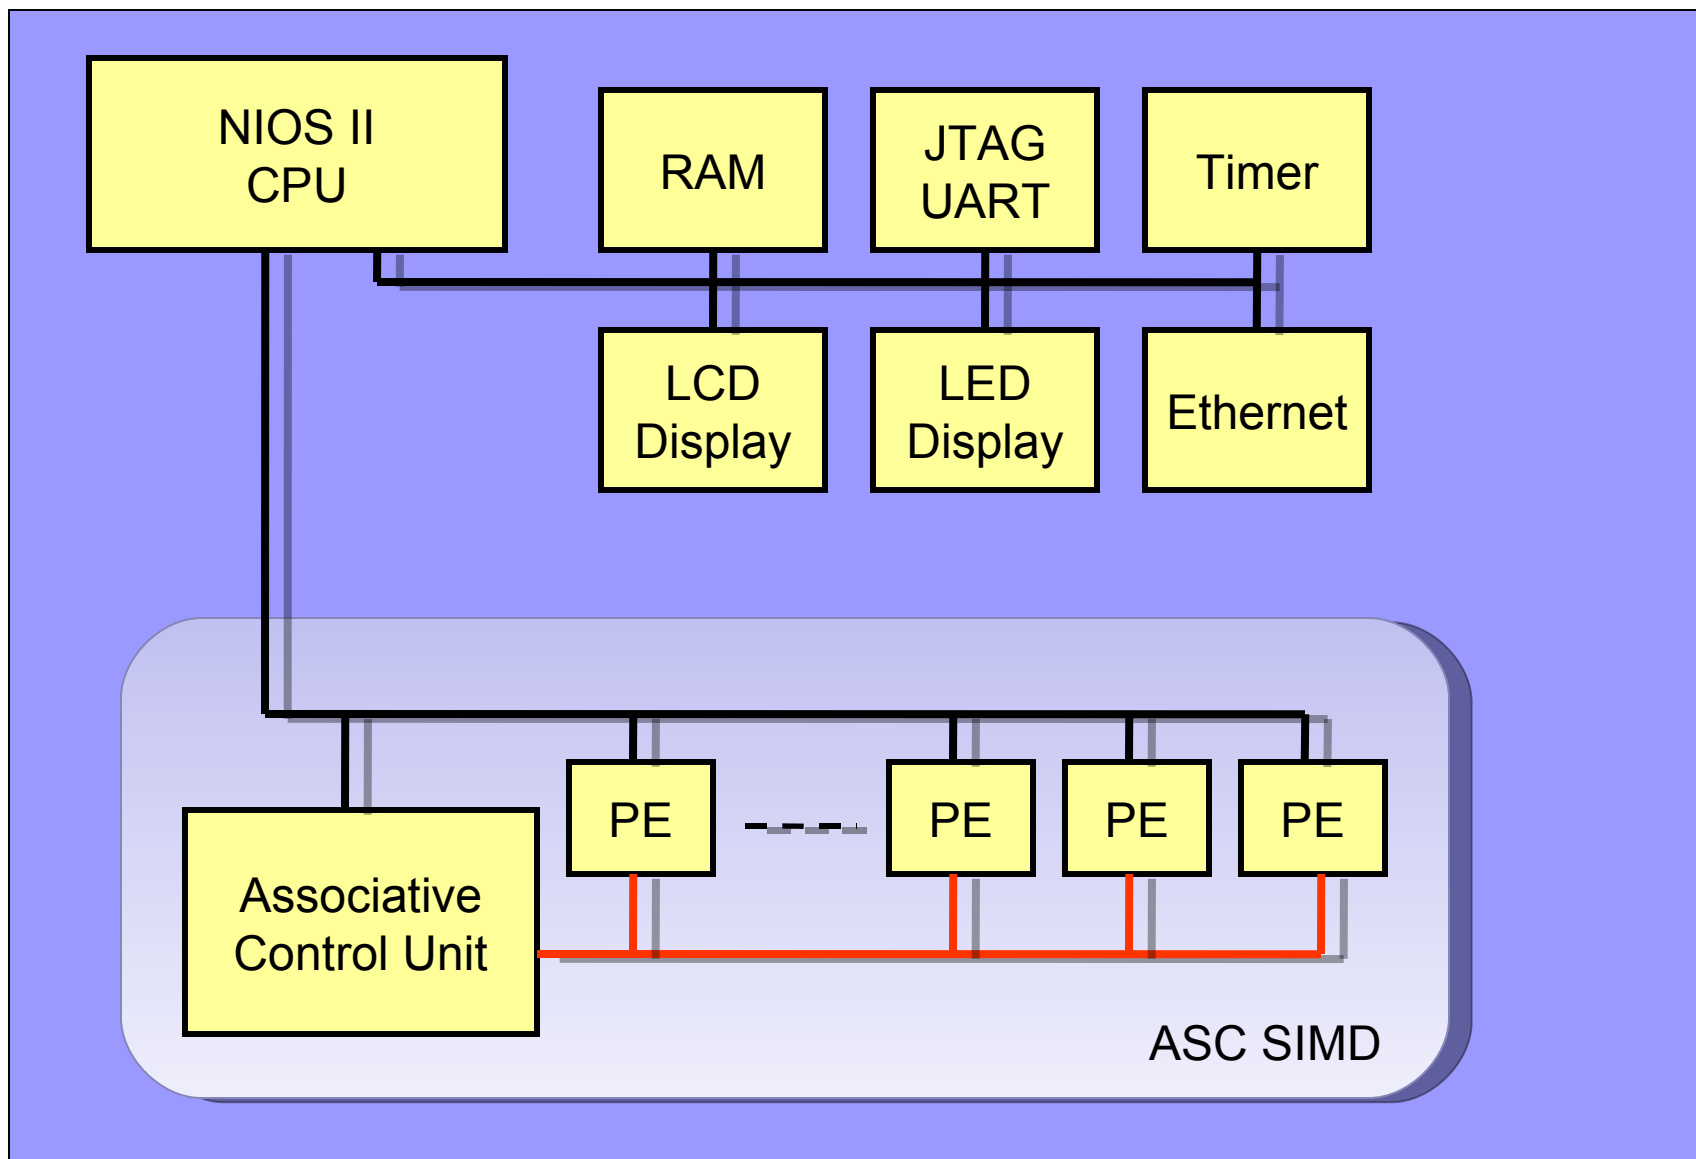 NIOS II
CPU
RAM
JTAG
UART
Timer
LCD
Display
LED
Display
Ethernet
PE
PE
PE
PE
Associative
Control Unit
ASC SIMD